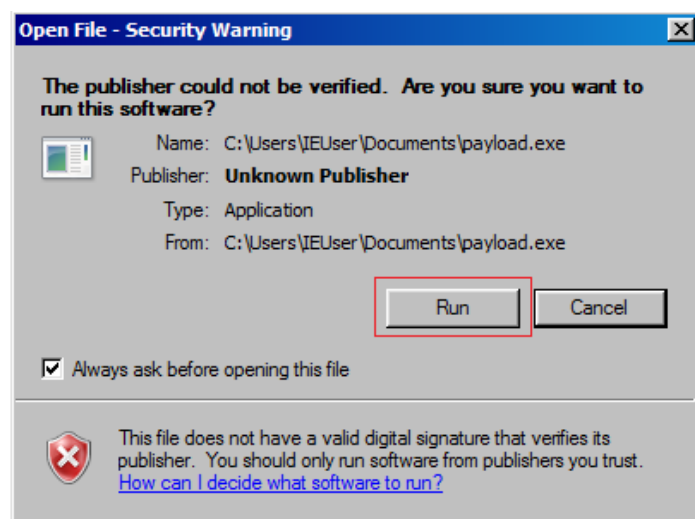 Open File - Security Warning
The publisher could not be verified. Are you sure you want to
run this software?
Name: C:\Users\IEUser\Documents\payload.exe
Publisher: Unknown Publisher
Type: Application
From: C:\Users\IEUser\Documents\payload.exe
Run Cancel
Always ask before opening this file
This file does not have a valid digital signature that verifies its
publisher. You should only run software from publishers you trust.
How can I decide what software to run?